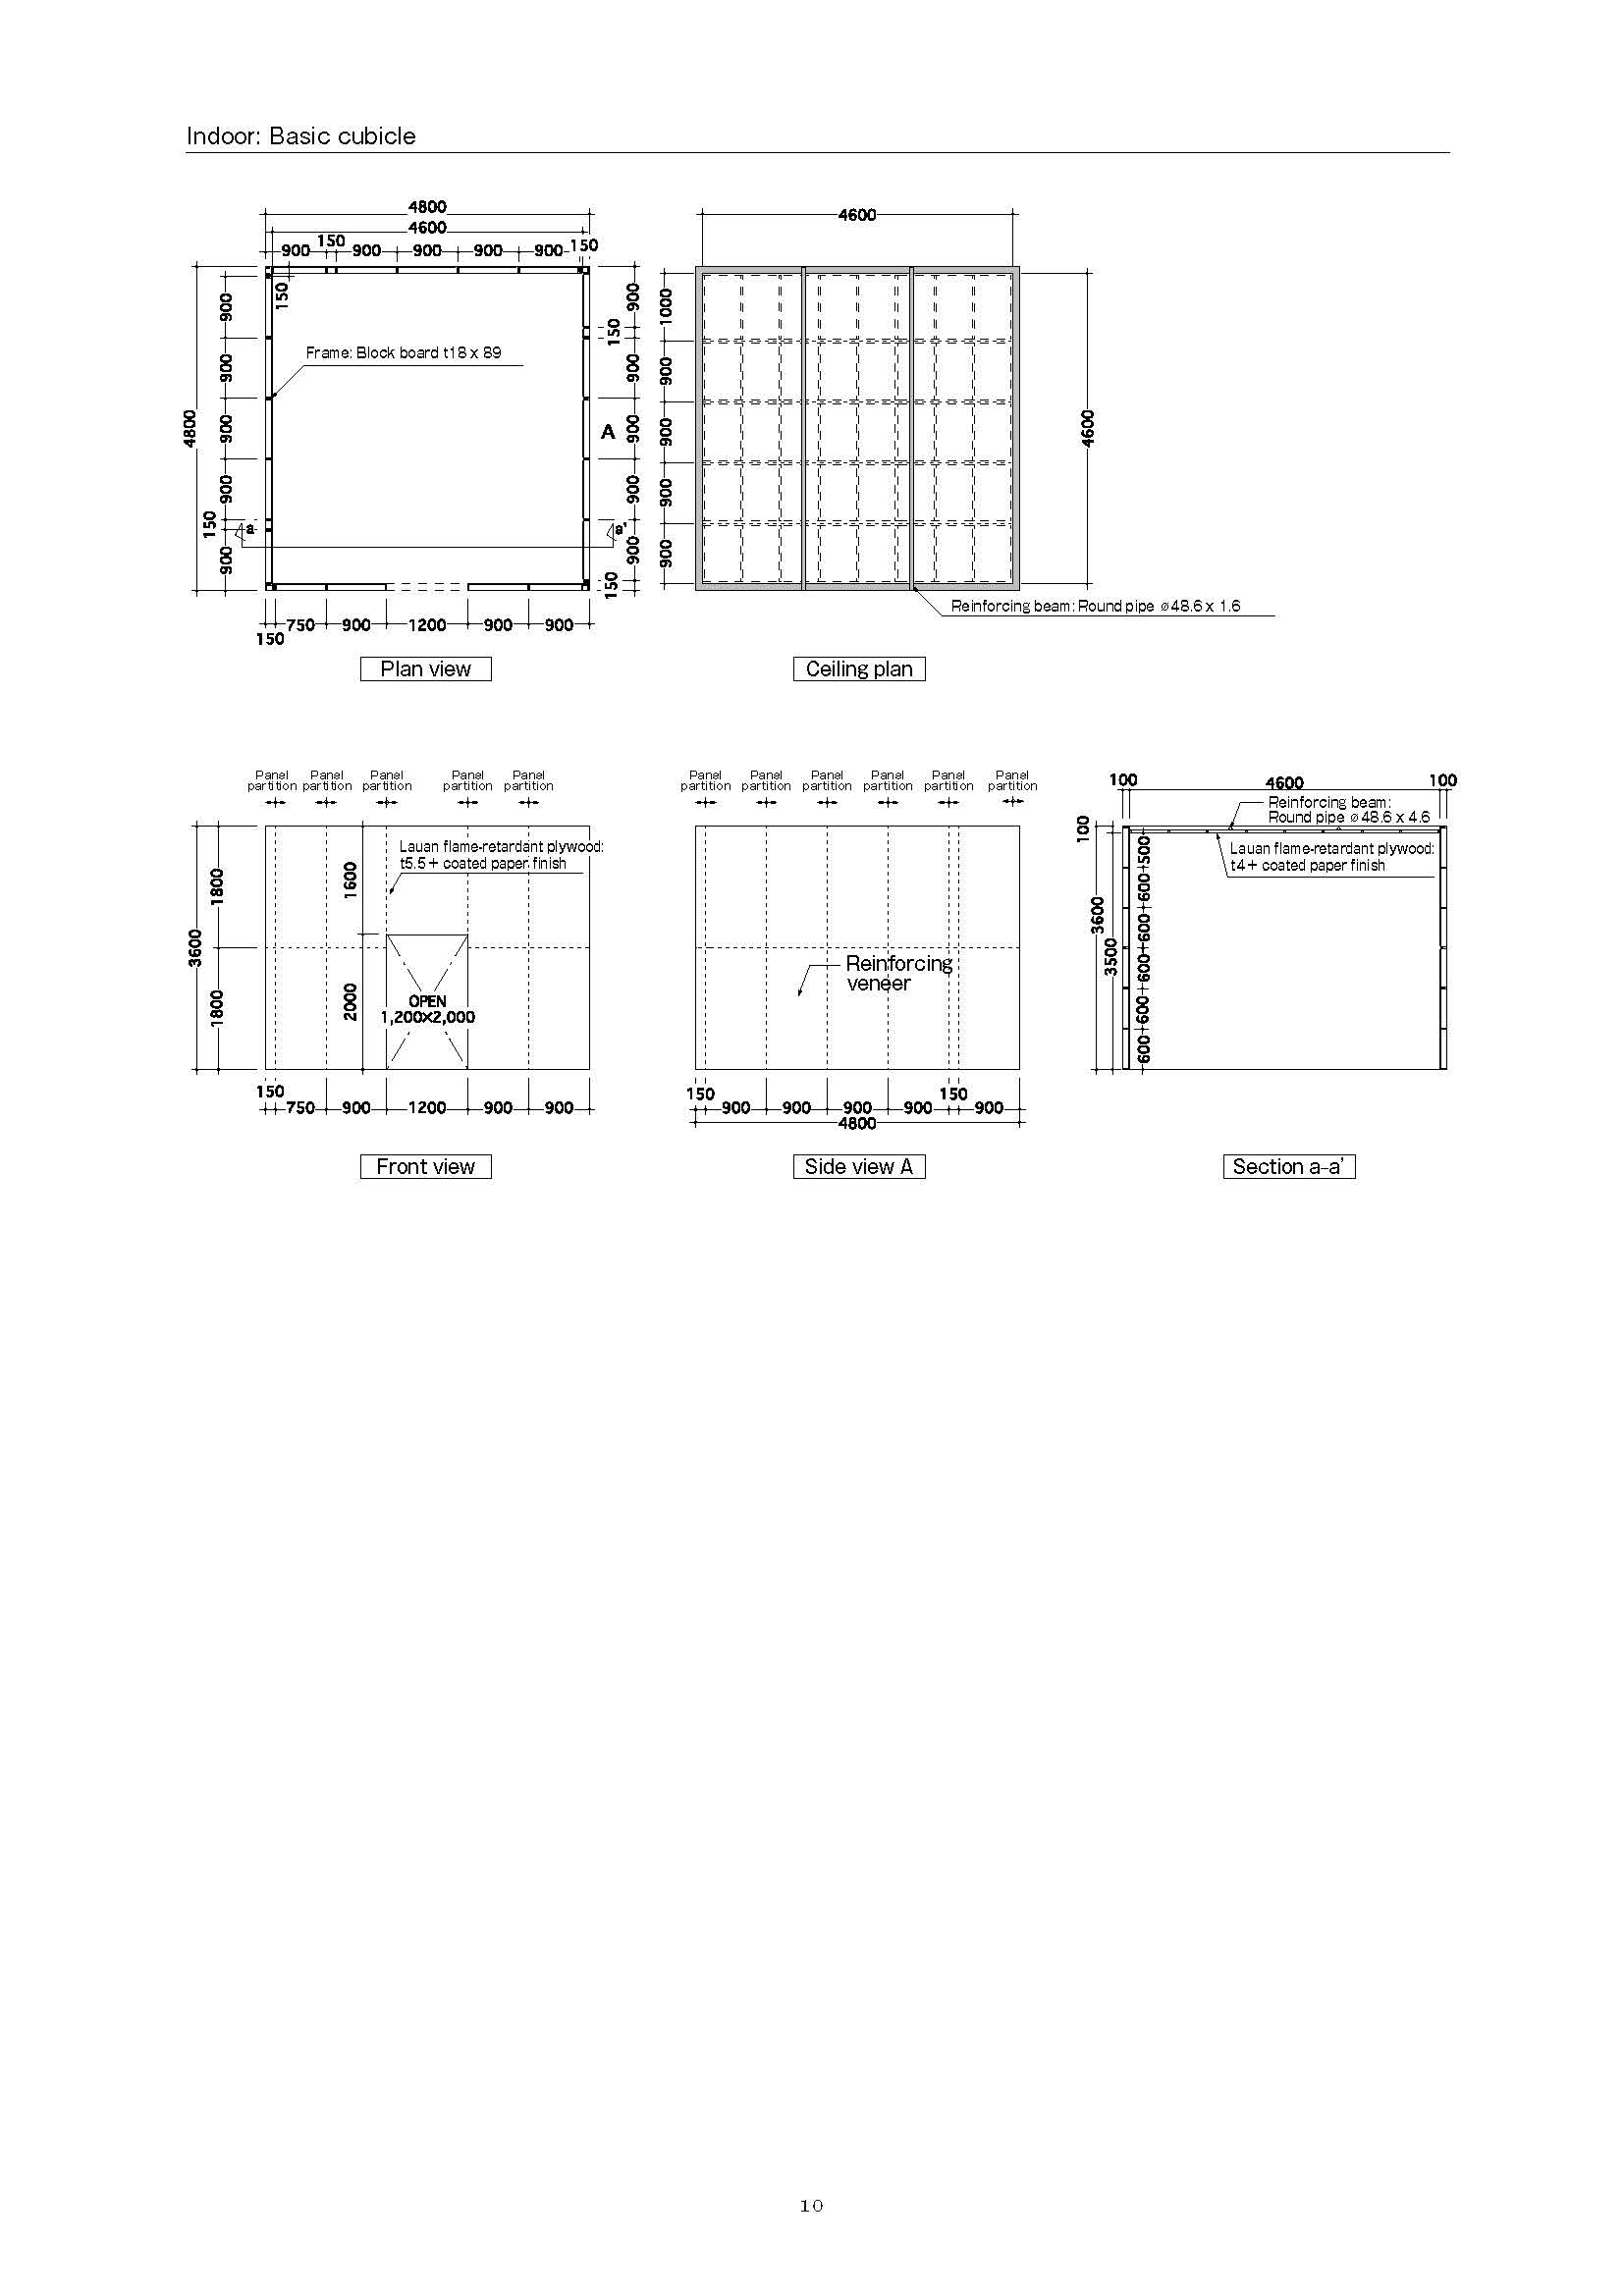 Indoor: Basic cubicle
4800
4600
900 150 900 900 900 900 150
150
900
900
900
900
150
900
4800
Frame: Block board t18 x 89
900
150
900
900
A
900
900
150
a
a'
150 750 900 1200 900 900
Plan view
4600
1000
900
900
900
900
4600
Reinforcing beam: Round pipe ⌀48.6 x 1.6
Ceiling plan
Panel partition
Panel partition
Panel partition
Panel partition
Panel partition
3600
1800
1800
1600
2000
Lauan flame-retardant plywood:
t5.5 + coated paper finish
OPEN
1,200×2,000
150
750 900 1200 900 900
Front view
Panel partition
Panel partition
Panel partition
Panel partition
Panel partition
Panel partition
Reinforcing
veneer
150 900 900 900 900 150 900
4800
Side view A
100 4600 100
Reinforcing beam:
Round pipe ⌀48.6 x 4.6
Lauan flame-retardant plywood:
t4 + coated paper finish
100
3600
3500
500
600
600
600
600
600
Section a-a'
10